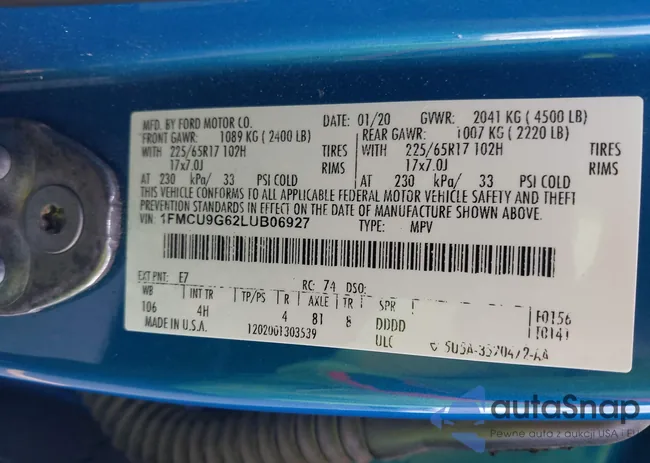 MFD. BY FORD MOTOR CO. DATE: 01/20 GVWR: 2041 KG (4500 LB)
FRONT GAWR: 1089 KG (2400 LB) REAR GAWR: 1007 KG (2220 LB)
WITH 225/65R17 102H TIRES WITH 225/65R17 102H TIRES
17x7.0J RIMS 17x7.0J RIMS
AT 230 kPa/ 33 PSI COLD AT 230 kPa/ 33 PSI COLD
THIS VEHICLE CONFORMS TO ALL APPLICABLE FEDERAL MOTOR VEHICLE SAFETY AND THEFT
PREVENTION STANDARDS IN EFFECT ON THE DATE OF MANUFACTURE SHOWN ABOVE.
VIN: 1FMCU9G62LUB06927 TYPE: MPV
EXT PNT: E7 RC: 74 DSO:
WB INT TR TP/PS R AXLE TR SPR
106 4H 4 81 8 DDDD F0156
MADE IN U.S.A. 1202001303539 ULC T0141
autaSnap
Pewne auta z aukcji USA i EU